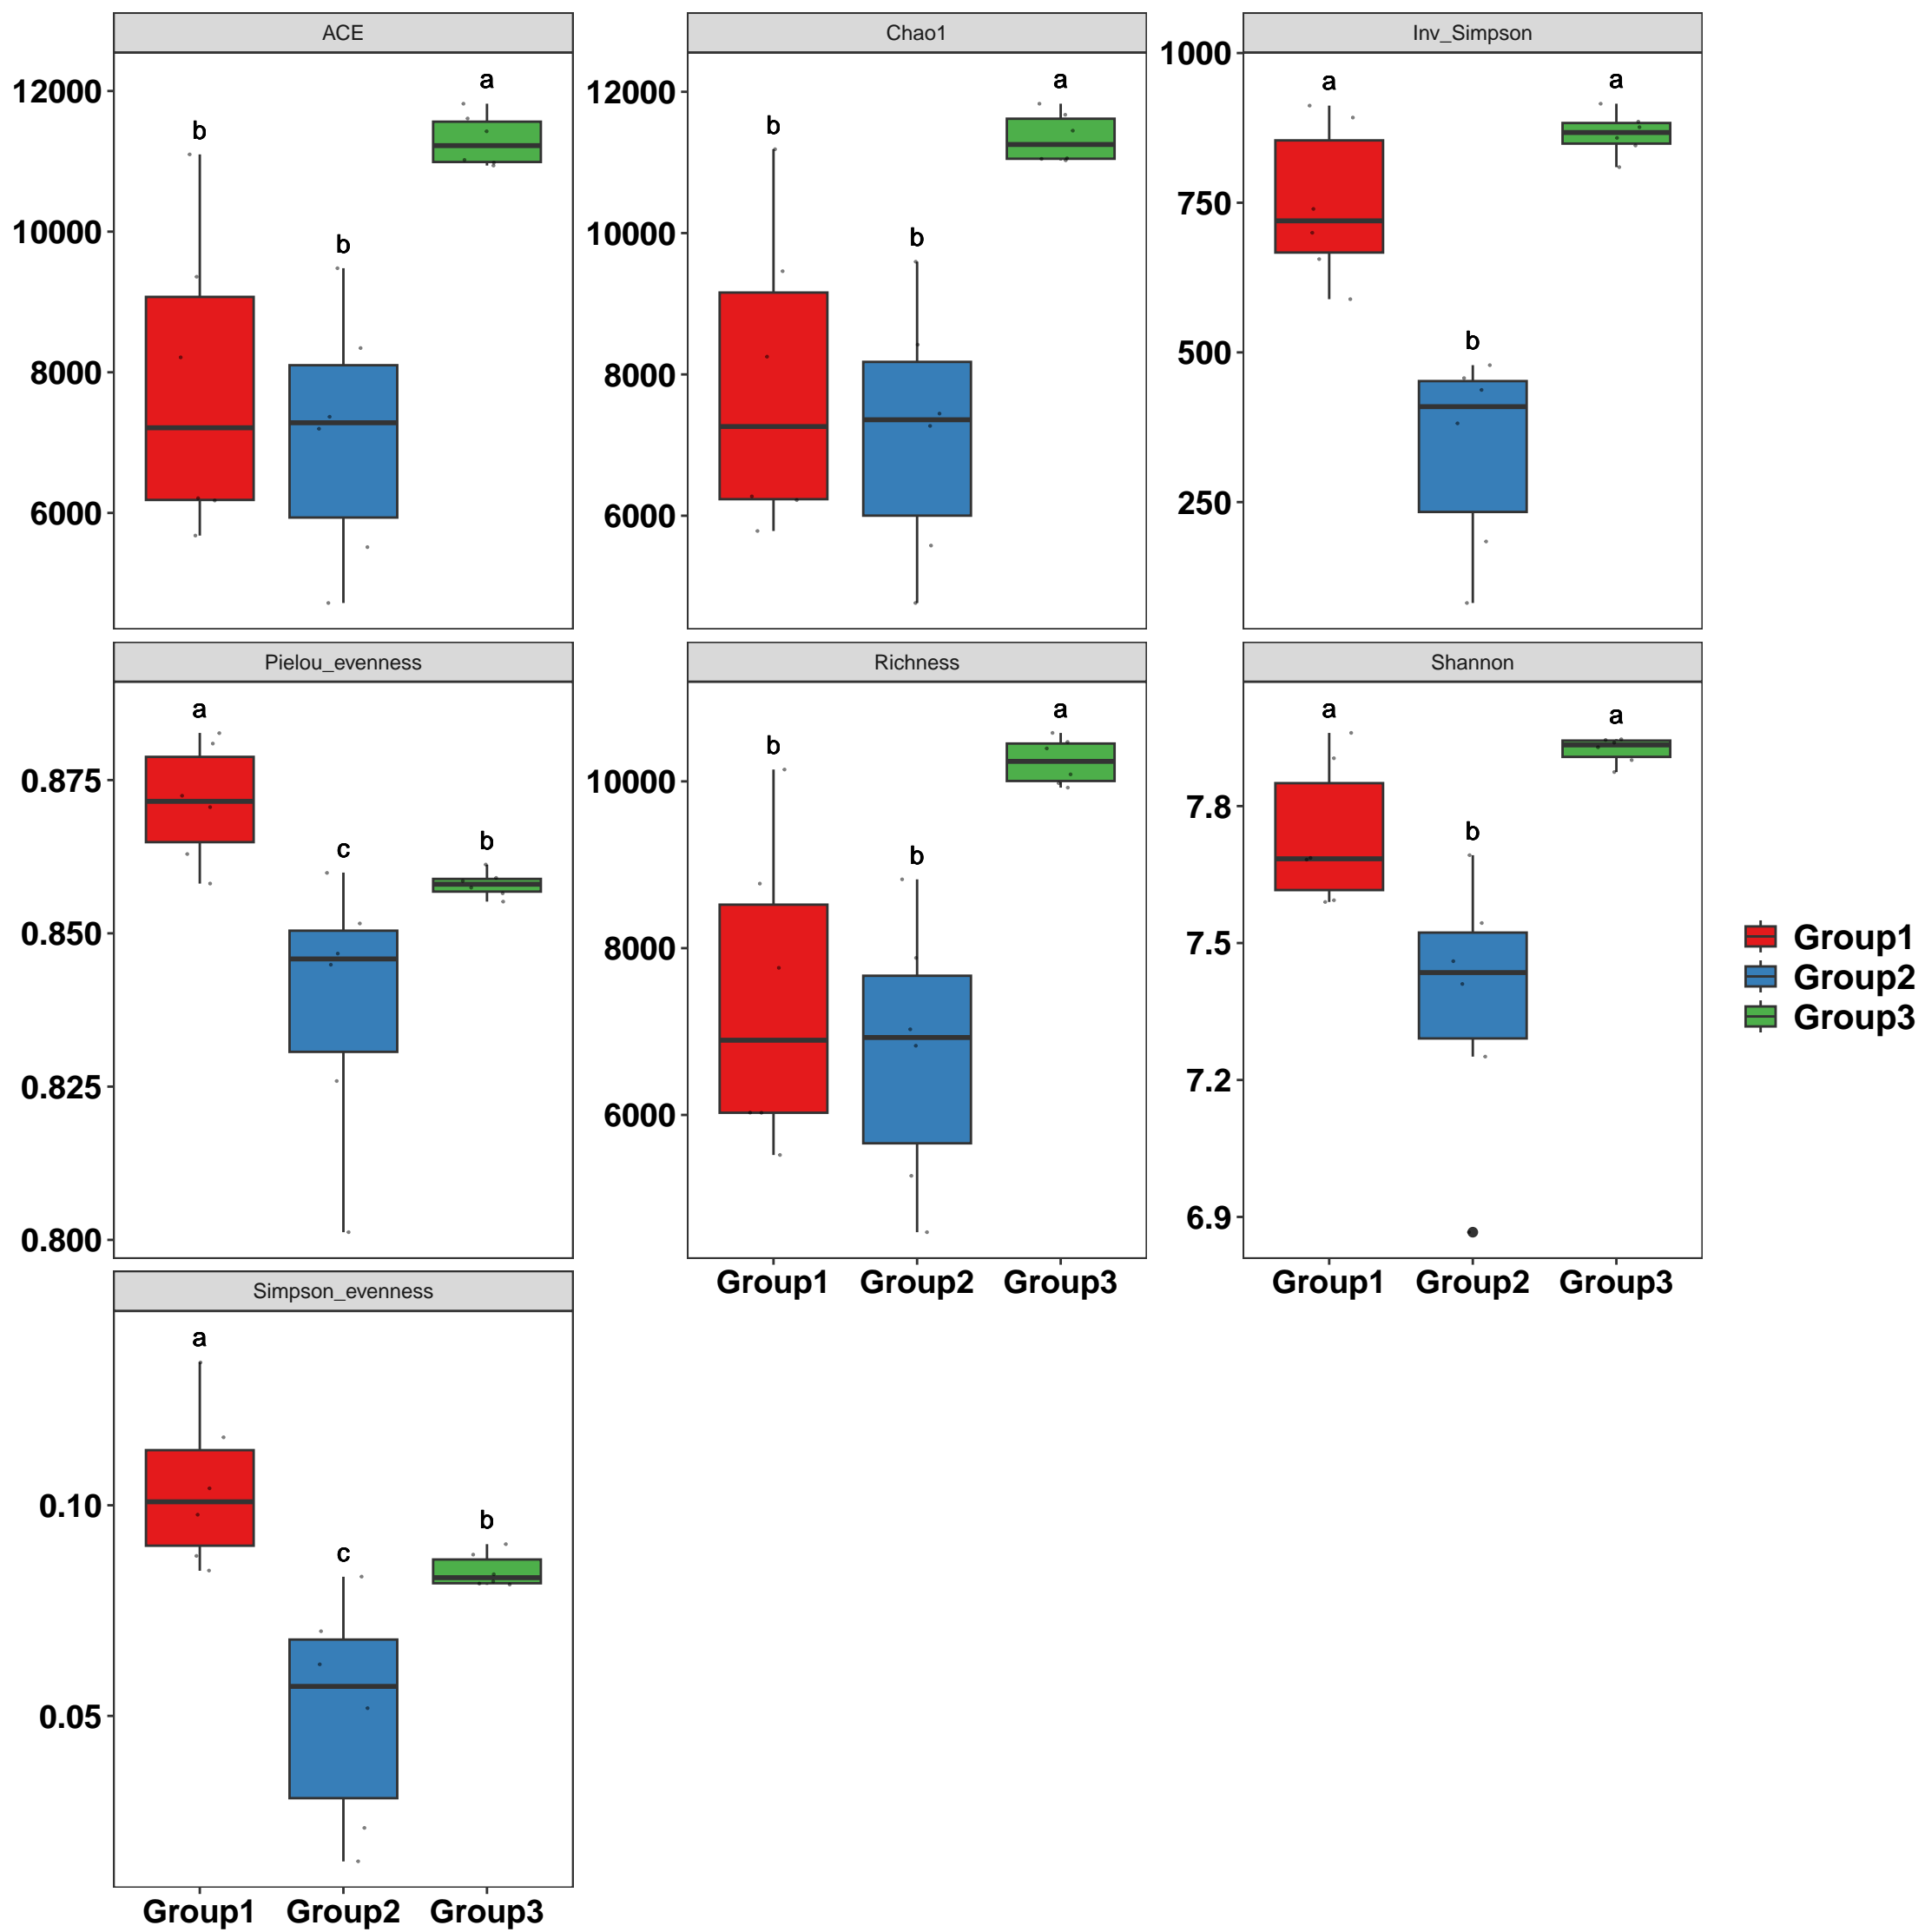 ACE
Chao1
Inv_Simpson
12000
10000
8000
6000
b
b
a
12000
10000
8000
6000
b
b
a
1000
750
500
250
a
b
a
Pielou_evenness
Richness
Shannon
0.875
0.850
0.825
0.800
a
c
b
10000
8000
6000
b
b
a
7.8
7.5
7.2
6.9
a
b
a
Group1
Group2
Group3
Group1 Group2 Group3
Group1 Group2 Group3
Simpson_evenness
0.10
0.05
a
c
b
Group1 Group2 Group3